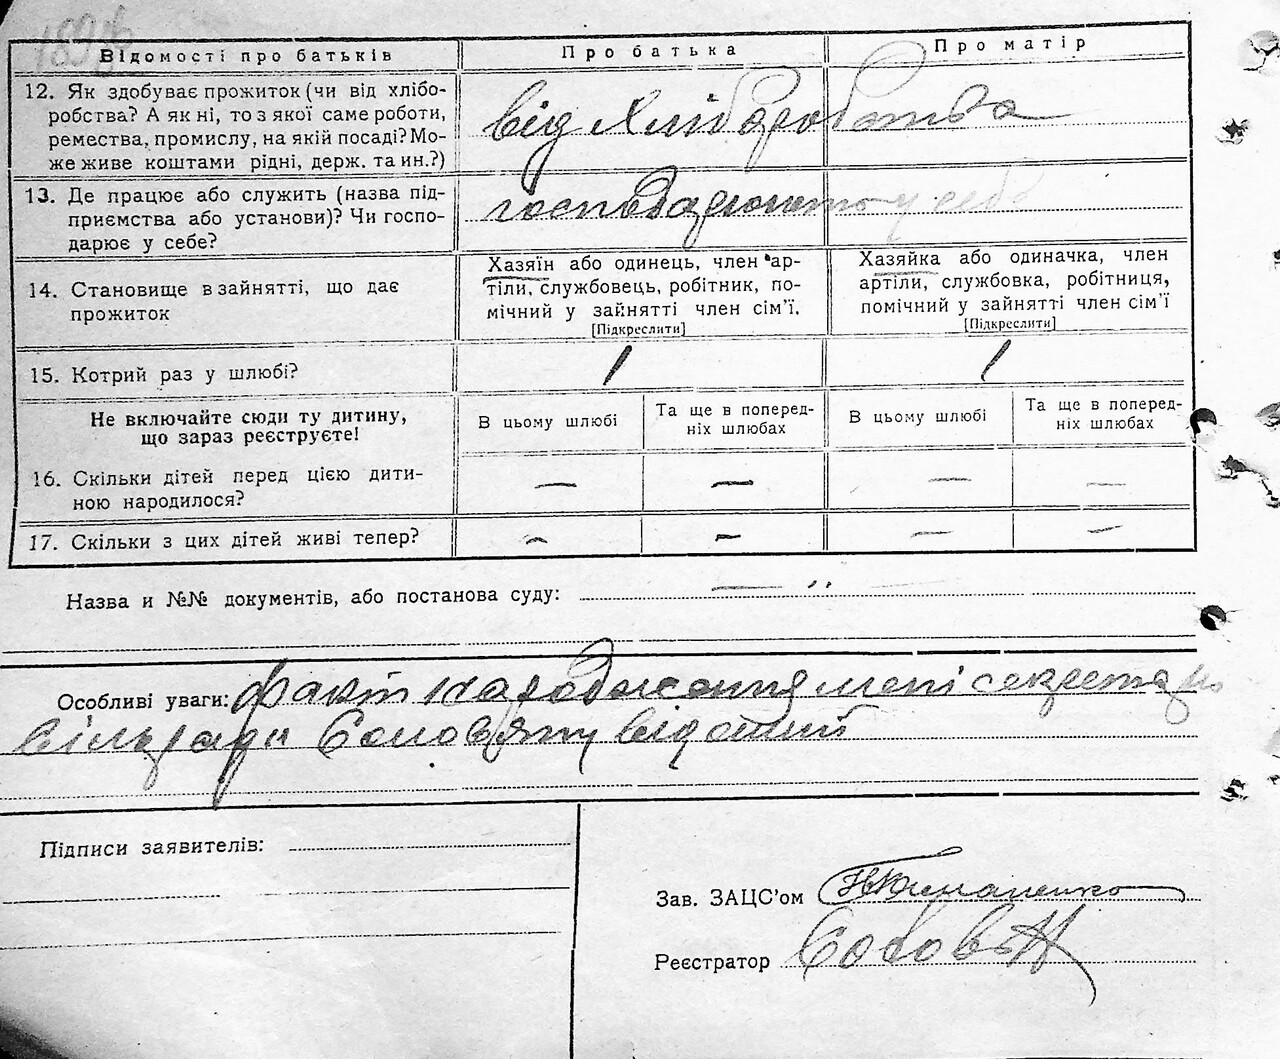 Відомості про батьків
Про батька
Про матір
12. Як здобуває прожиток (чи від хлібо-
робства? А як ні, то з якої саме роботи,
ремества, промислу, на якій посаді? Мо-
же живе коштами рідні, держ. та ин.?)
від Хліборобства
13. Де працює або служить (назва під-
приємства або установи)? Чи госпо-
дарює у себе?
господарюють у себе
14. Становище в зайнятті, що дає
прожиток
Хазяїн або одинець, член ар-
тіли, службовець, робітник, по-
мічний у зайнятті член сім'ї.
[Підкреслити]
Хазяйка або одиначка, член
артіли, службовка, робітниця,
помічний у зайнятті член сім'ї
[Підкреслити]
15. Котрий раз у шлюбі?
1
1
Не включайте сюди ту дитину,
що зараз реєструєте!
В цьому шлюбі
Та ще в поперед-
ніх шлюбах
В цьому шлюбі
Та ще в поперед-
ніх шлюбах
16. Скільки дітей перед цією дити-
ною народилося?
— — — —
17. Скільки з цих дітей живі тепер?
— — — —
Назва и №№ документів, або постанова суду:
Особливі уваги: факт народження мені секретарю
сільради відомий
Підписи заявителів:
Зав. ЗАЦС'ом
Реєстратор